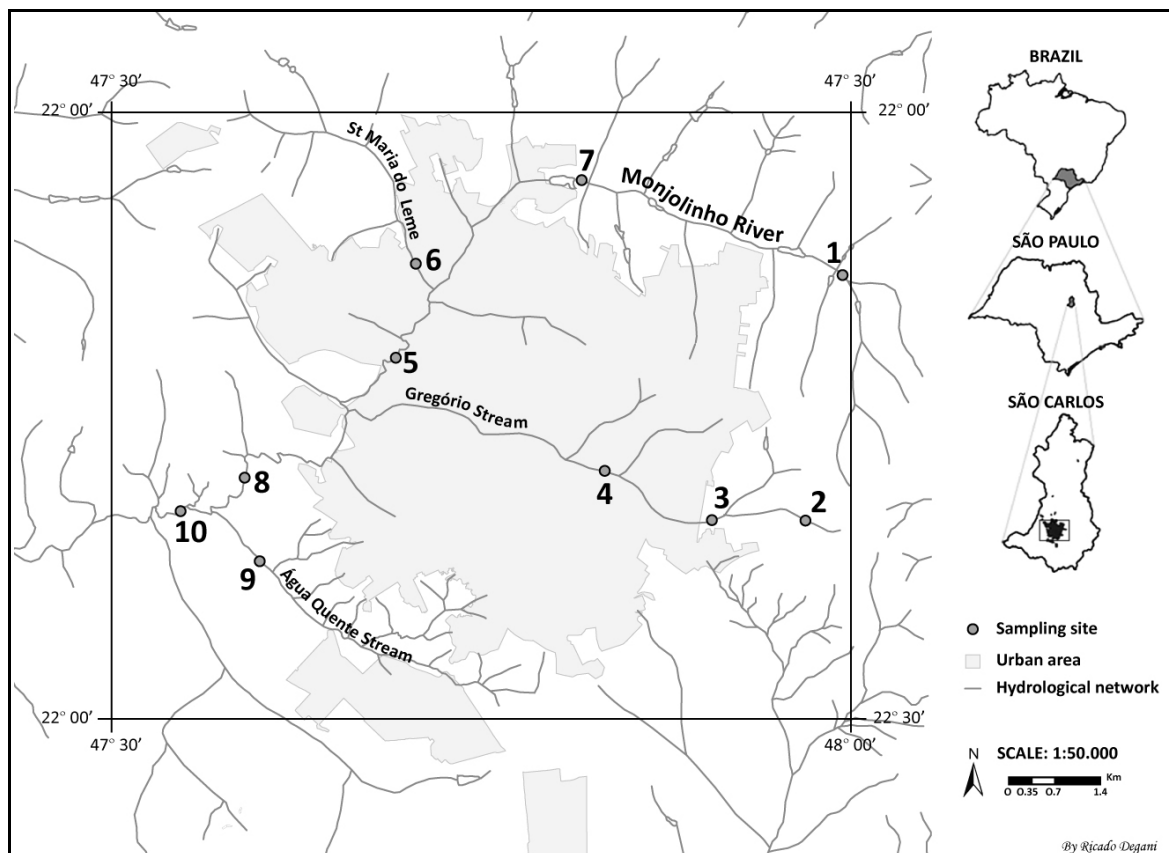 47° 30'
47° 30'
22° 00'
22° 00'
St Maria do Leme
7
Monjolinho River
6
1
5
Gregório Stream
4
3
2
8
10
9
Água Quente Stream
22° 00'
22° 30'
47° 30'
48° 00'
BRAZIL
SÃO PAULO
SÃO CARLOS
Sampling site
Urban area
Hydrological network
N
SCALE: 1:50.000
Km
0 0.35 0.7 1.4
By Ricado Degani